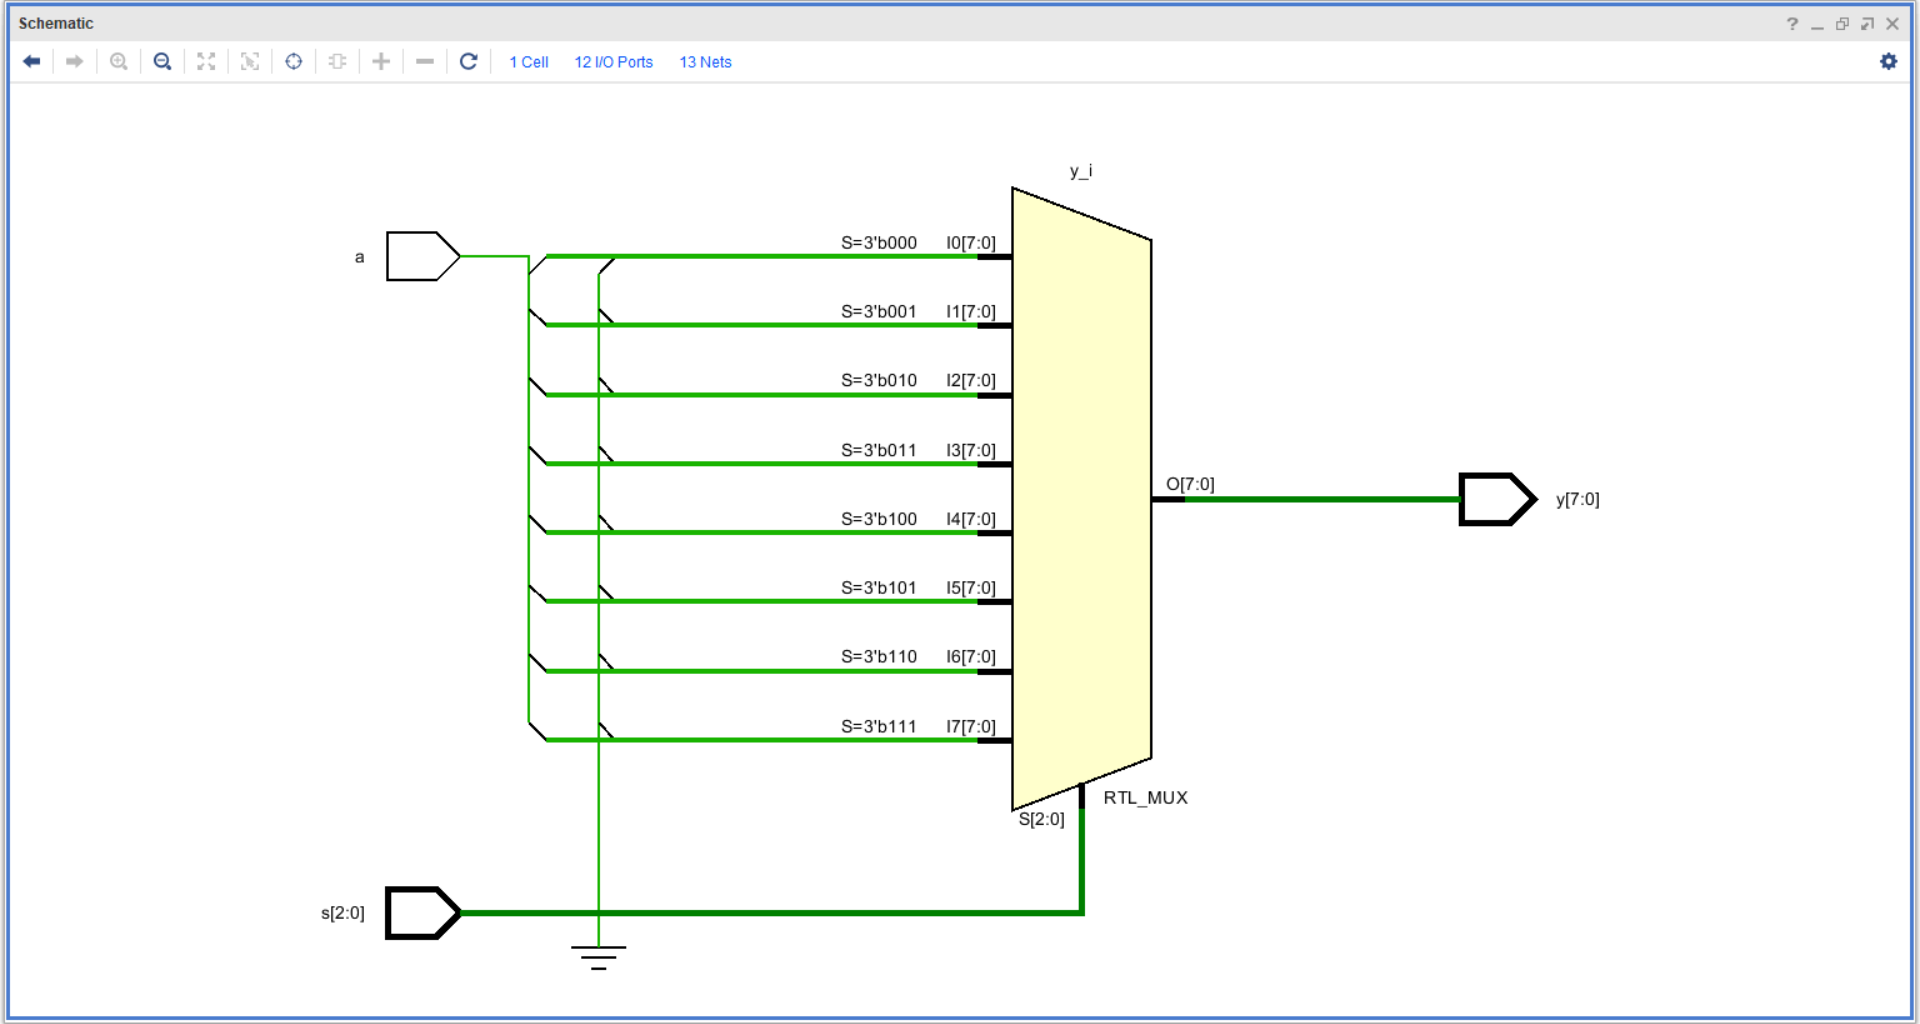 Schematic
1 Cell 12 I/O Ports 13 Nets
y_i
a
S=3'b000 I0[7:0]
S=3'b001 I1[7:0]
S=3'b010 I2[7:0]
S=3'b011 I3[7:0]
O[7:0]
y[7:0]
S=3'b100 I4[7:0]
S=3'b101 I5[7:0]
S=3'b110 I6[7:0]
S=3'b111 I7[7:0]
RTL_MUX
S[2:0]
s[2:0]